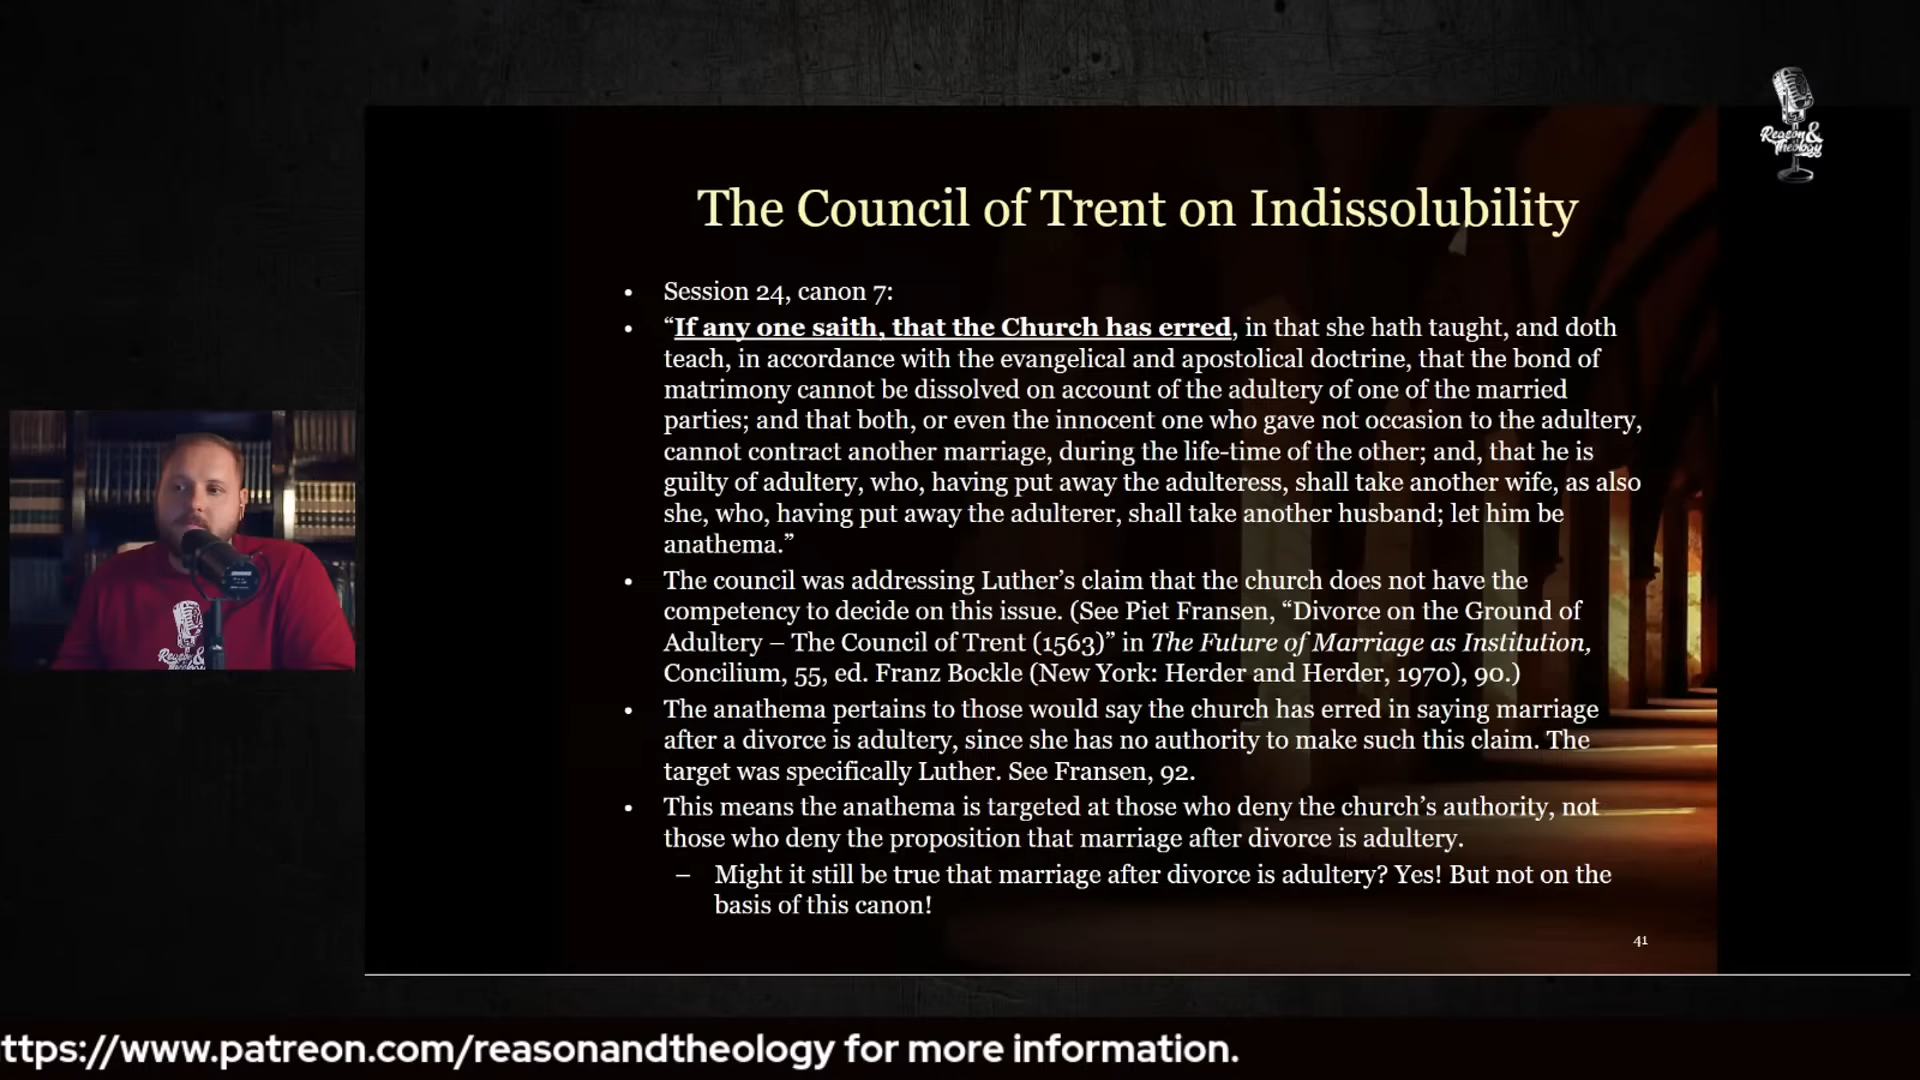 Reason &
Theology
The Council of Trent on Indissolubility
• Session 24, canon 7:
• “If any one saith, that the Church has erred, in that she hath taught, and doth
teach, in accordance with the evangelical and apostolical doctrine, that the bond of
matrimony cannot be dissolved on account of the adultery of one of the married
parties; and that both, or even the innocent one who gave not occasion to the adultery,
cannot contract another marriage, during the life-time of the other; and, that he is
guilty of adultery, who, having put away the adulteress, shall take another wife, as also
she, who, having put away the adulterer, shall take another husband; let him be
anathema.”
• The council was addressing Luther’s claim that the church does not have the
competency to decide on this issue. (See Piet Fransen, “Divorce on the Ground of
Adultery – The Council of Trent (1563)” in The Future of Marriage as Institution,
Concilium, 55, ed. Franz Bockle (New York: Herder and Herder, 1970), 90.)
• The anathema pertains to those would say the church has erred in saying marriage
after a divorce is adultery, since she has no authority to make such this claim. The
target was specifically Luther. See Fransen, 92.
• This means the anathema is targeted at those who deny the church’s authority, not
those who deny the proposition that marriage after divorce is adultery.
– Might it still be true that marriage after divorce is adultery? Yes! But not on the
basis of this canon!
41
ttps://www.patreon.com/reasonandtheology for more information.